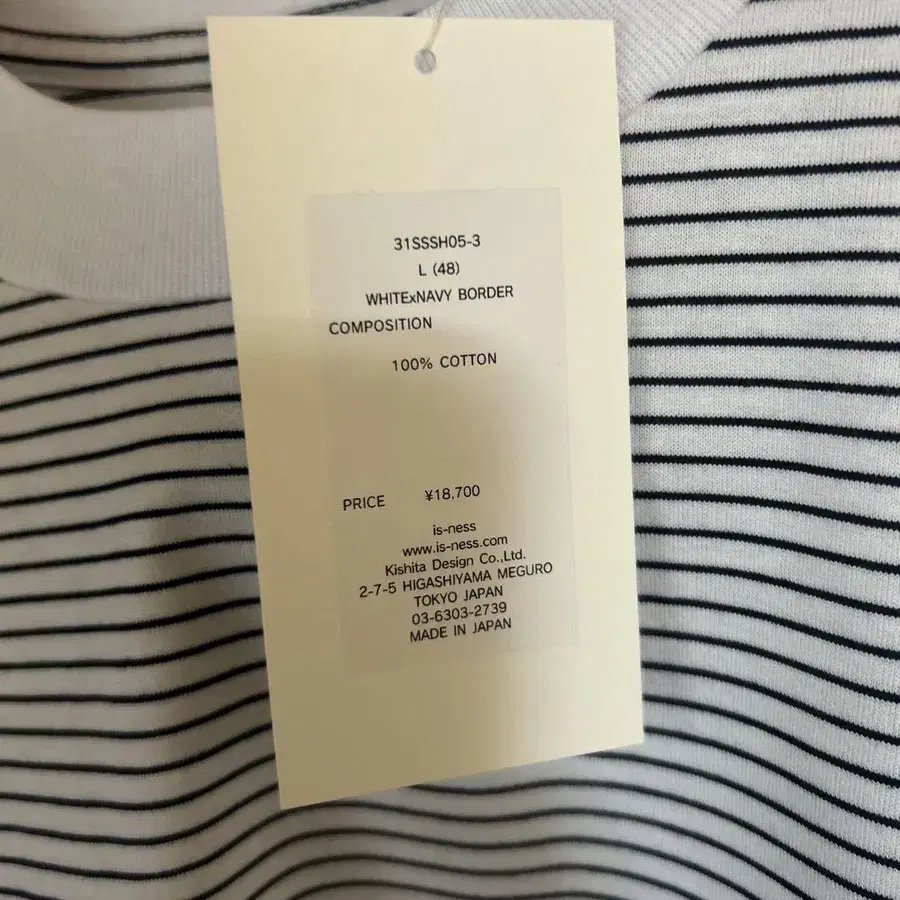 31SSSH05-3
L (48)
WHITExNAVY BORDER
COMPOSITION
100% COTTON
PRICE ¥18,700
is-ness
www.is-ness.com
Kishita Design Co.,Ltd.
2-7-5 HIGASHIYAMA MEGURO
TOKYO JAPAN
03-6303-2739
MADE IN JAPAN